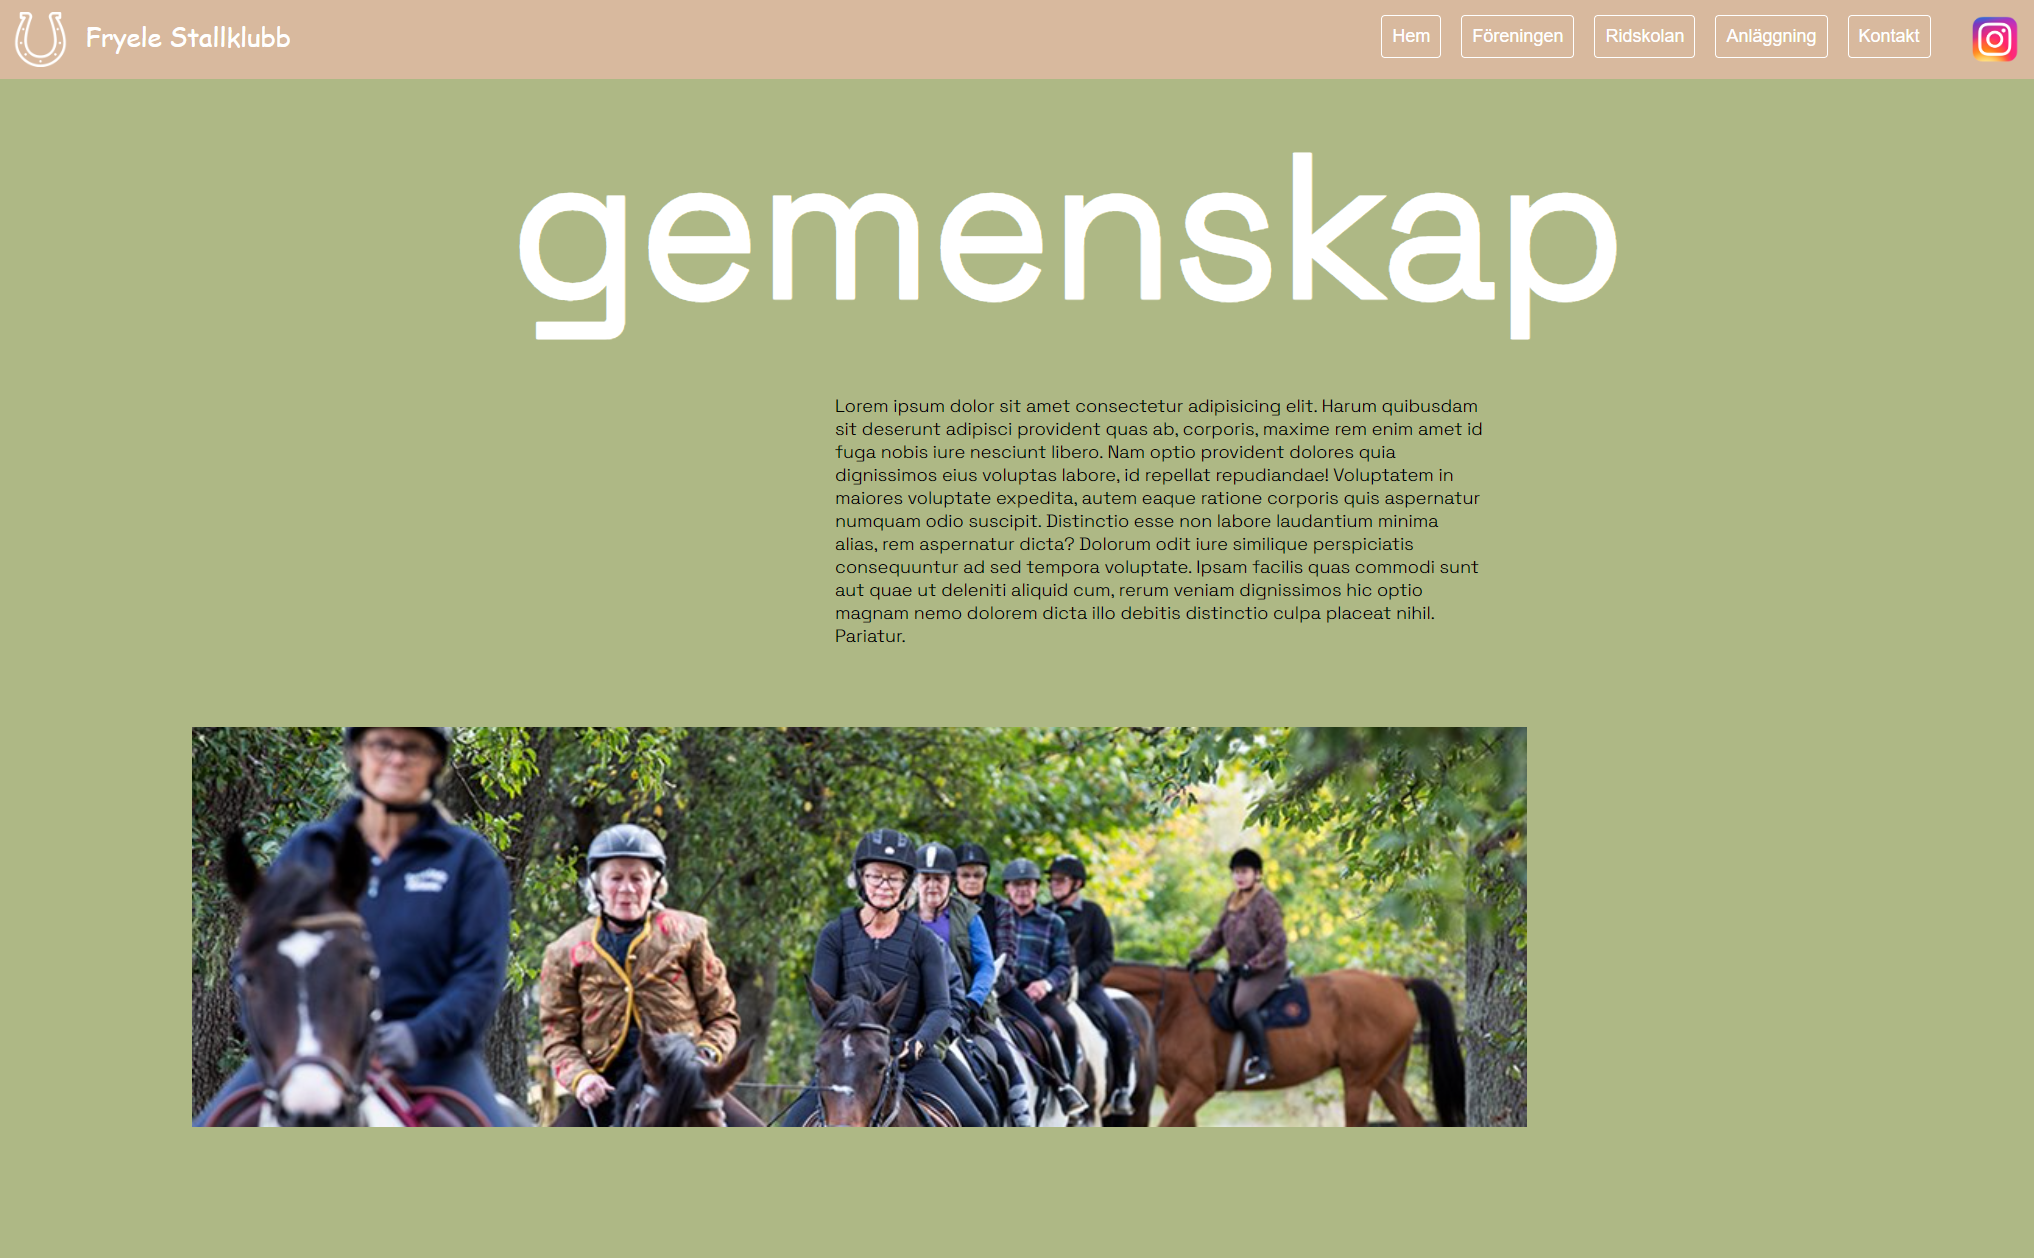 Fryele Stallklubb
Hem
Föreningen
Ridskolan
Anläggning
Kontakt
gemenskap
Lorem ipsum dolor sit amet consectetur adipisicing elit. Harum quibusdam
sit deserunt adipisci provident quas ab, corporis, maxime rem enim amet id
fuga nobis iure nesciunt libero. Nam optio provident dolores quia
dignissimos eius voluptas labore, id repellat repudiandae! Voluptatem in
maiores voluptate expedita, autem eaque ratione corporis quis aspernatur
numquam odio suscipit. Distinctio esse non labore laudantium minima
alias, rem aspernatur dicta? Dolorum odit iure similique perspiciatis
consequuntur ad sed tempora voluptate. Ipsam facilis quas commodi sunt
aut quae ut deleniti aliquid cum, rerum veniam dignissimos hic optio
magnam nemo dolorem dicta illo debitis distinctio culpa placeat nihil.
Pariatur.